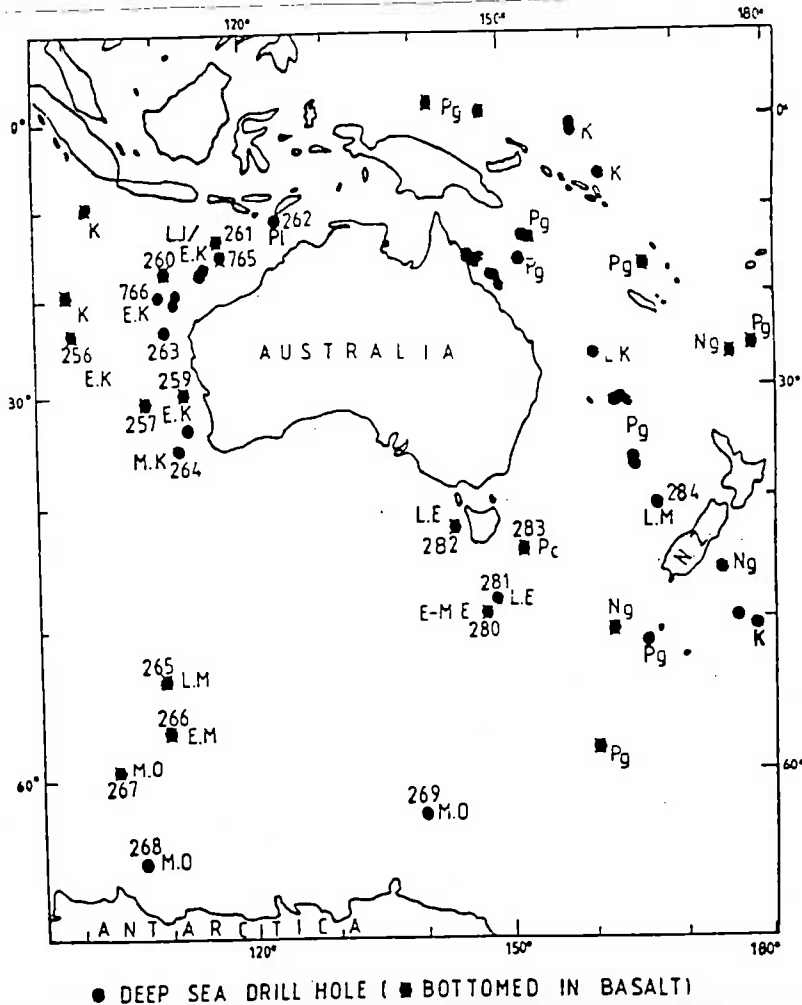 120° 150° 180°
Pg
K
0°
K
262
Pl
LJ/ 261
E.K
260 765
K
Pg
Pg
Pg
766
E.K
K
263
256
E.K
Ng
Pg
K
AUSTRALIA
259
E.K
257
30° 30°
M.K
264
Pg
284
L.M
L.E
282
283
Pc
N Z
Ng
281
L.E
E-M E
280
Ng
Pg
K
265
L.M
266
E.M
Pg
M.O
267
60° 60°
269
M.O
268
M.O
ANTARCITICA
120° 150° 180°
DEEP SEA DRILL HOLE ( BOTTOMED IN BASALT)